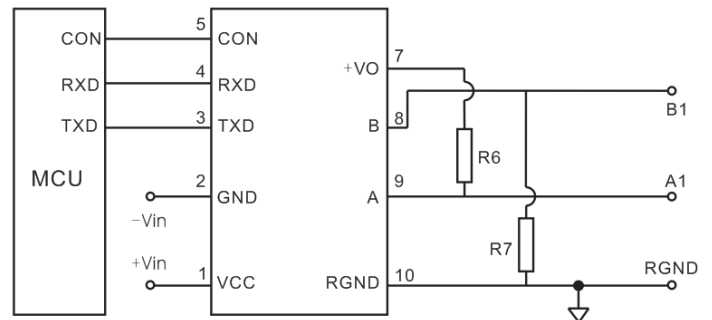 5
CON CON
7
+VO
4
RXD RXD
B1
3
TXD TXD
8
B
R6
MCU
2
GND
-Vin
9
A
A1
R7
+Vin
1
VCC
10
RGND
RGND